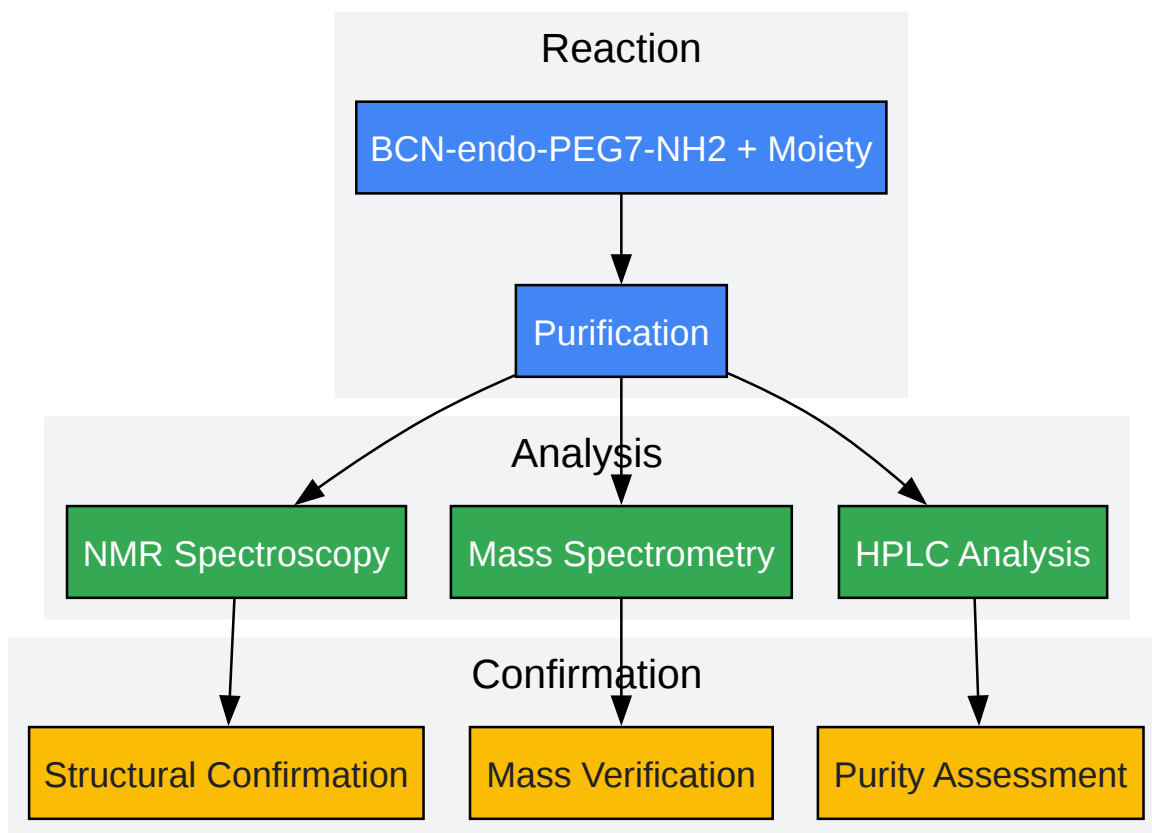 Reaction
BCN-endo-PEG7-NH2 + Moiety
Purification
Analysis
NMR Spectroscopy
Mass Spectrometry
HPLC Analysis
Confirmation
Structural Confirmation
Mass Verification
Purity Assessment